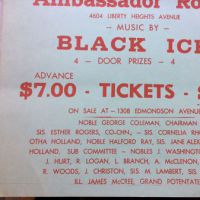 Ambassador Ro
4604 LIBERTY HEIGHTS AVENUE
— MUSIC BY —
BLACK ICE
4 — DOOR PRIZES — 4
ADVANCE
$7.00 - TICKETS -
ON SALE AT — 1308 EDMONDSON AVENUE
NOBLE GEORGE COLEMAN, CHAIRMAN
SIS. ESTHER ROGERS, CO-CHN., — SIS. CORNELIA RH
OTHA HOLLAND, NOBLE HALFORD RAY, SIS. JANE ALEX
HOLLAND, SUB COMMITTEE — NOBLES J. WASHINGTON
J. HURT, R. LOGAN, L. BRANCH, A. McCLENON,
R. WOODS, J. CHRISTON, SIS. M. LAMBERT, SIS.
ILL. JAMES McCREE, GRAND POTENTATE